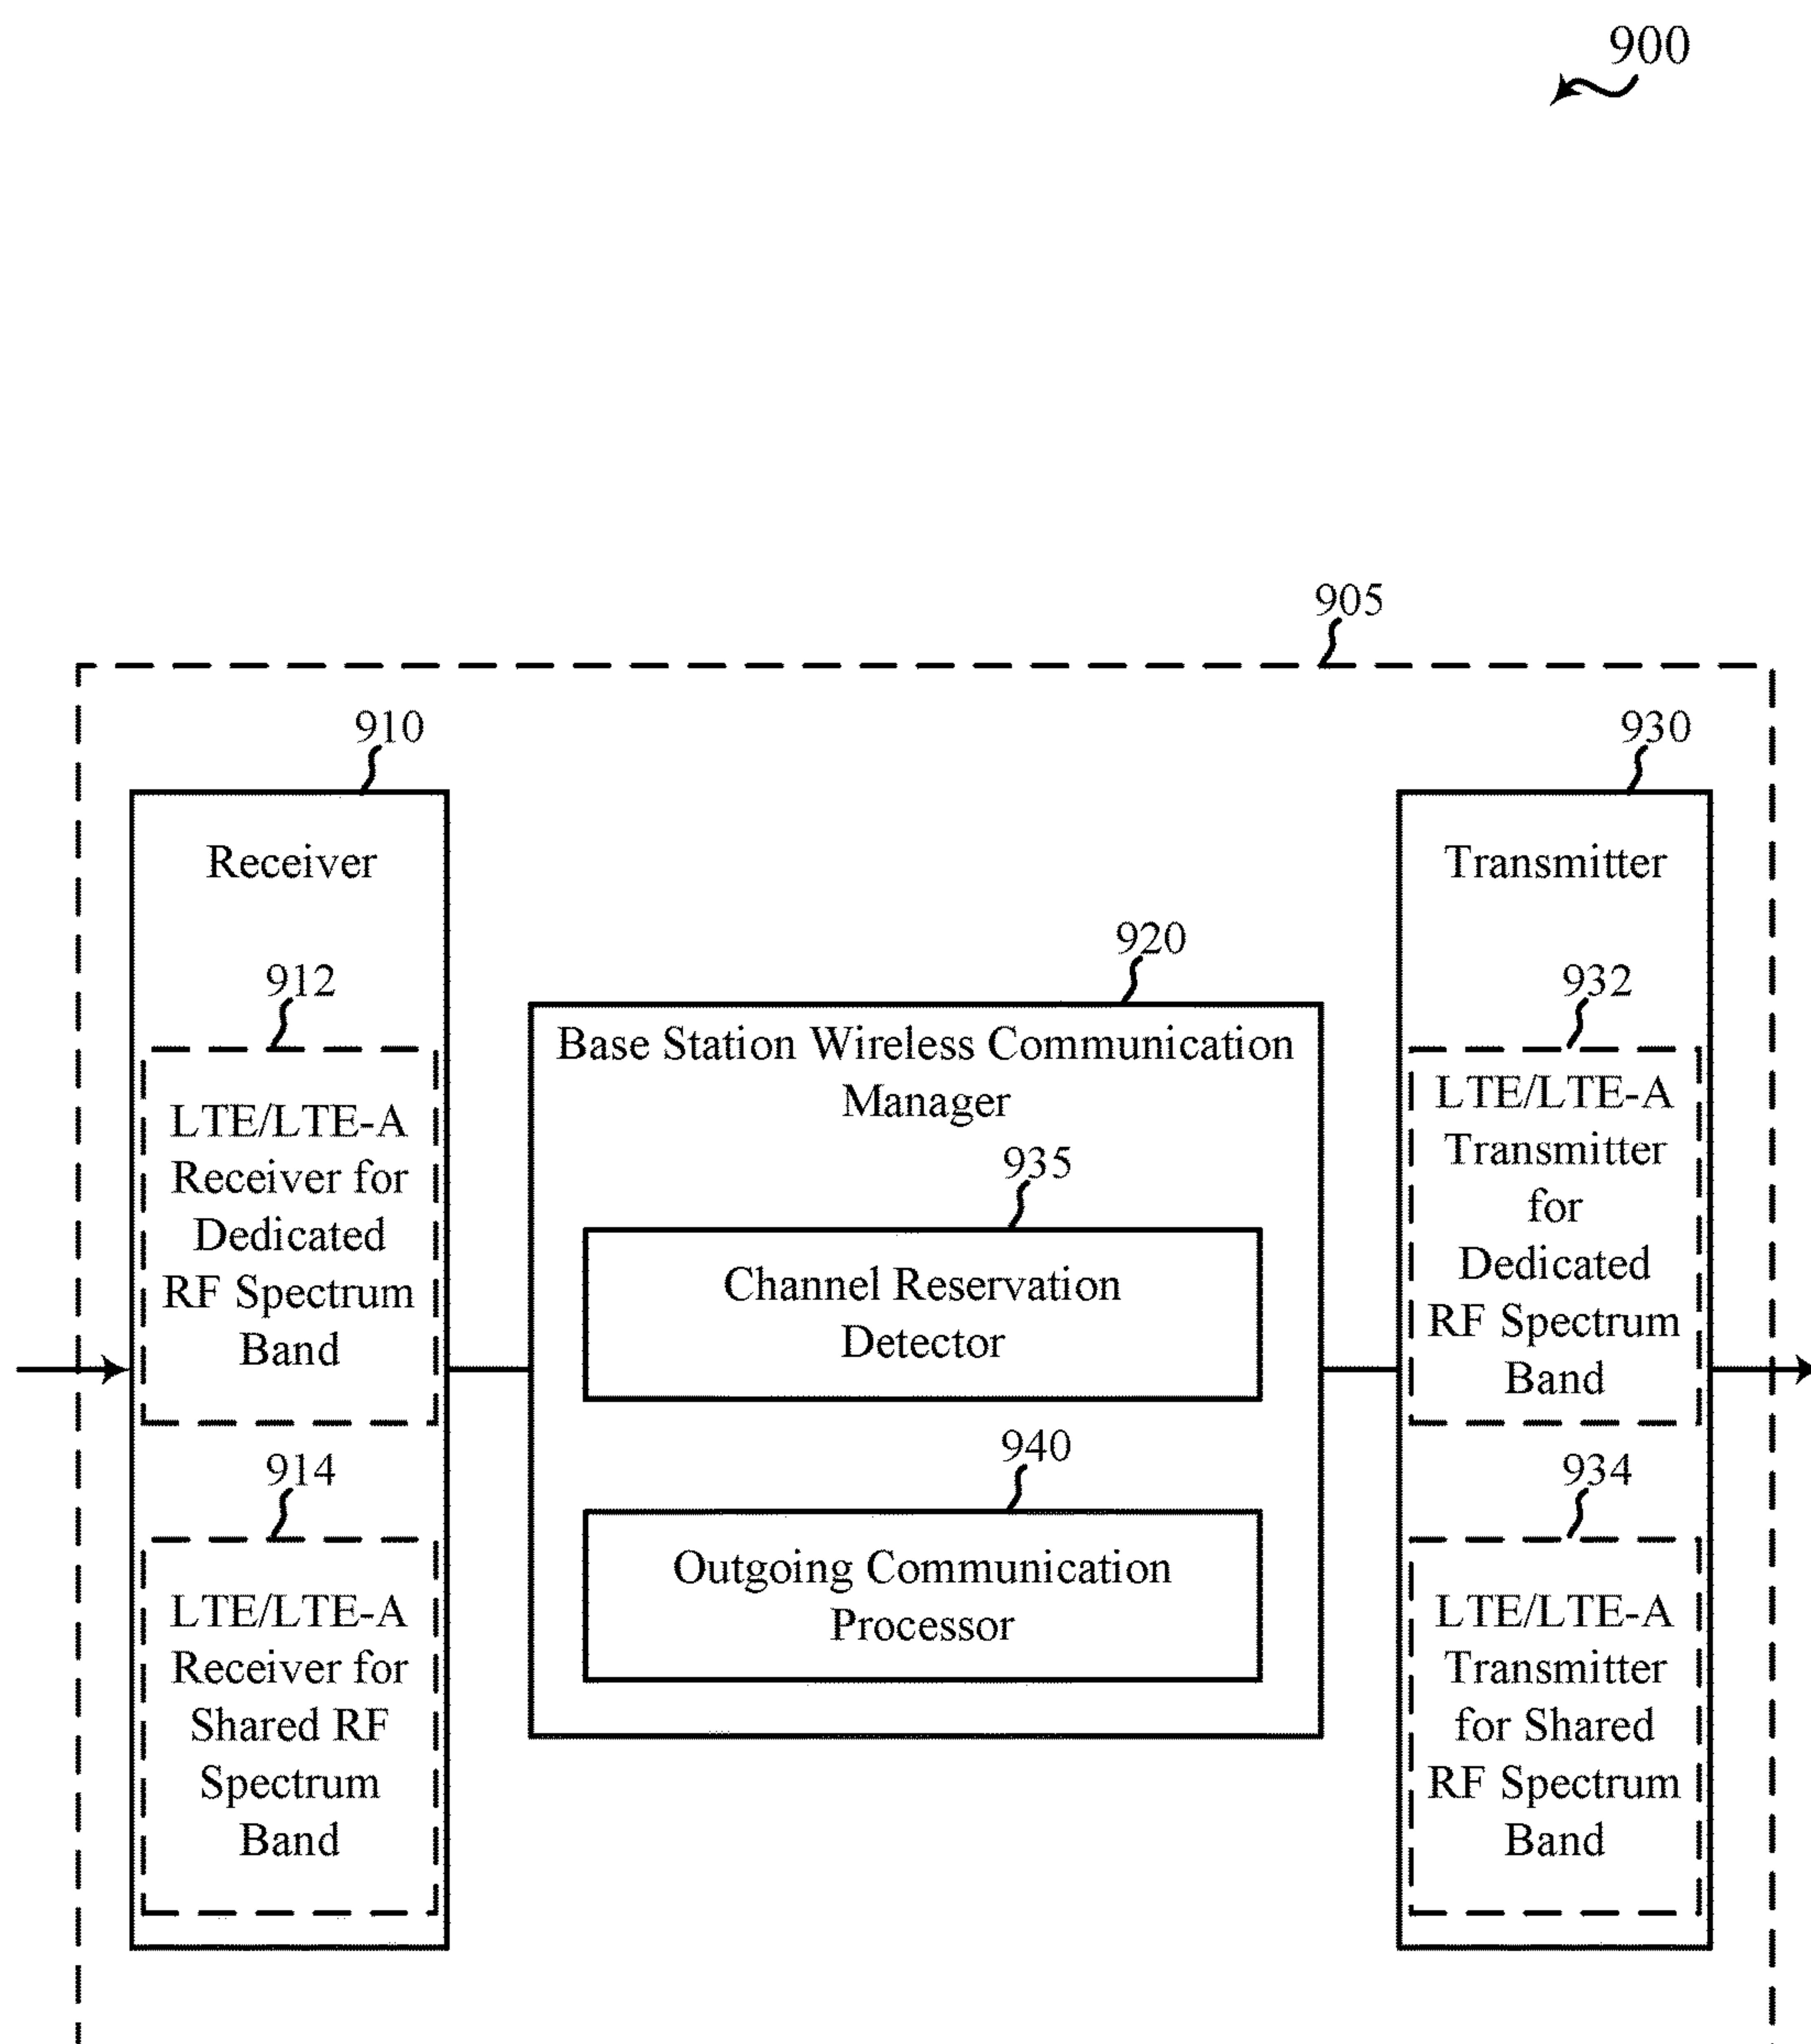 900
905
910
930
Receiver
Transmitter
920
912
932
Base Station Wireless Communication
Manager
LTE/LTE-A
Receiver for
Dedicated
RF Spectrum
Band
LTE/LTE-A
Transmitter
for
Dedicated
RF Spectrum
Band
935
Channel Reservation
Detector
940
Outgoing Communication
Processor
914
LTE/LTE-A
Receiver for
Shared RF
Spectrum
Band
934
LTE/LTE-A
Transmitter
for Shared
RF Spectrum
Band